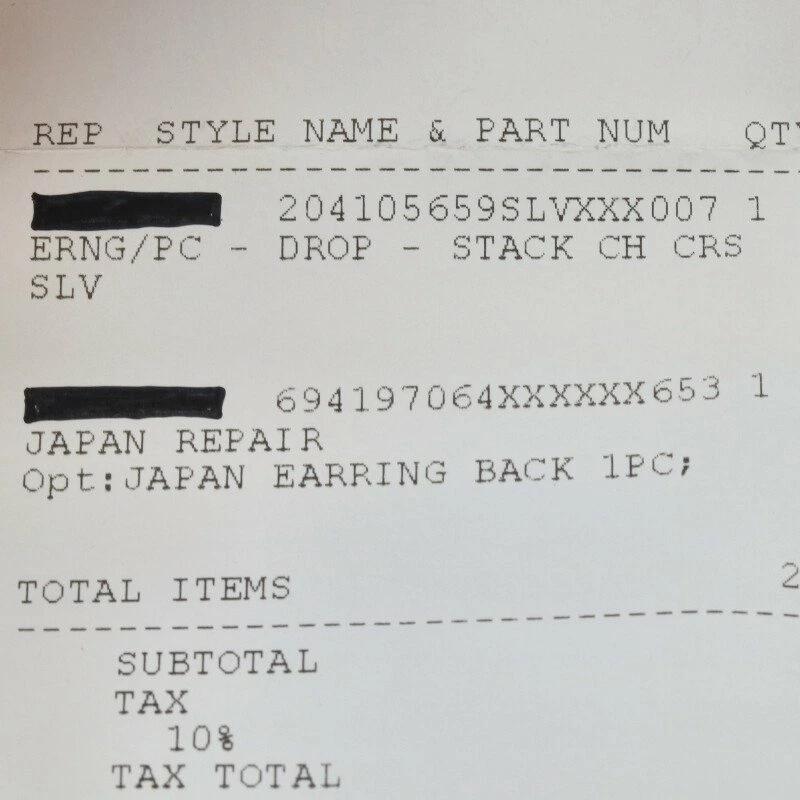 REP STYLE NAME & PART NUM QTY
204105659SLVXXX007 1
ERNG/PC - DROP - STACK CH CRS
SLV
694197064XXXXXX653 1
JAPAN REPAIR
Opt:JAPAN EARRING BACK 1PC;
TOTAL ITEMS 2
SUBTOTAL
TAX
10%
TAX TOTAL